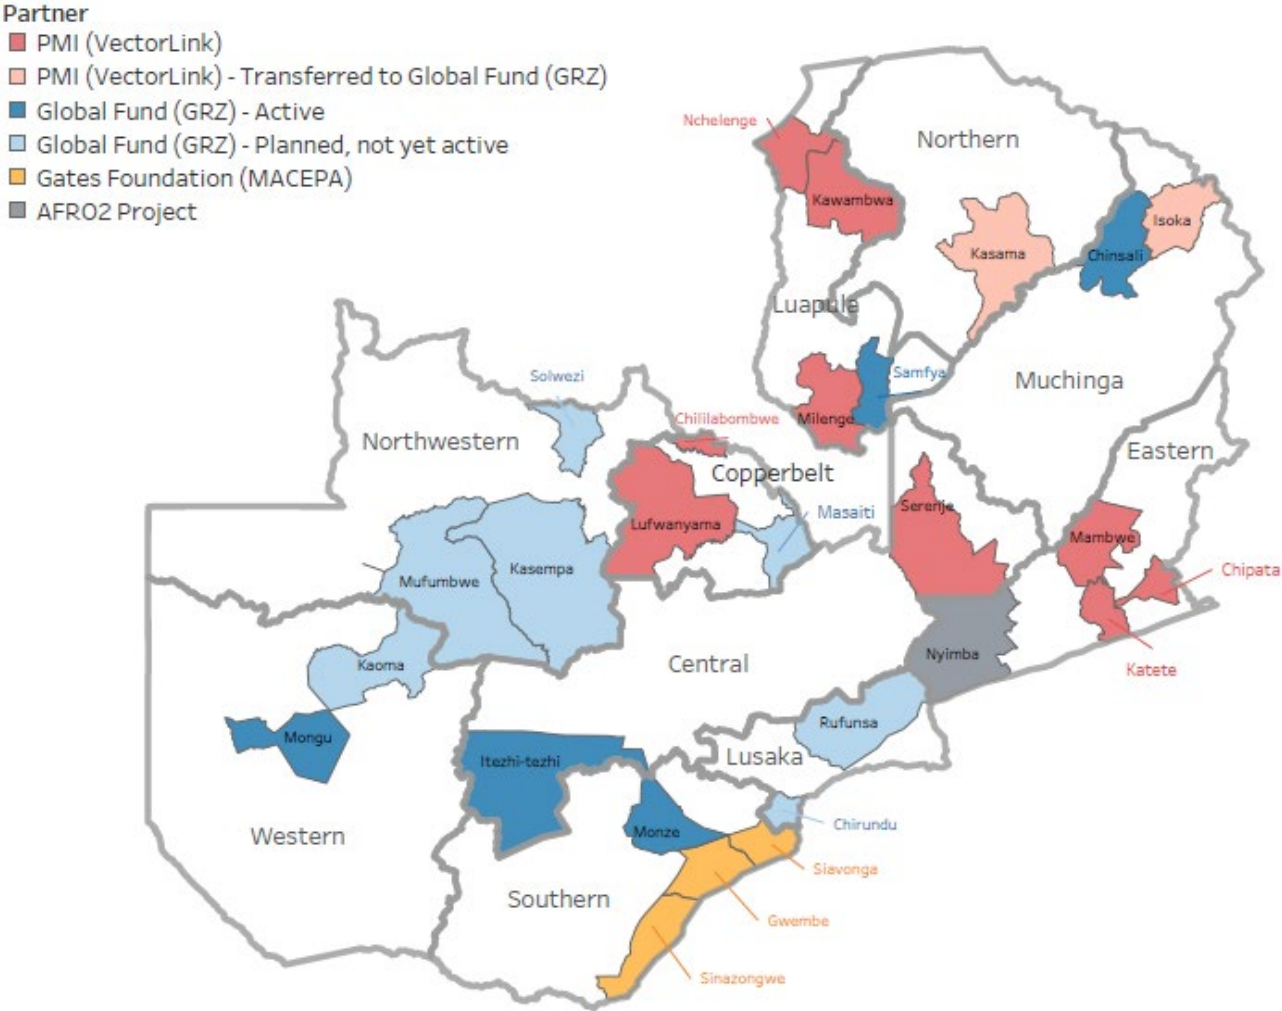 Partner
PMI (VectorLink)
PMI (VectorLink) - Transferred to Global Fund (GRZ)
Global Fund (GRZ) - Active
Global Fund (GRZ) - Planned, not yet active
Gates Foundation (MACEPA)
AFRO2 Project
Nchelenge
Northern
Kawambwa
Isoka
Kasama
Chinsali
Luapula
Samfya
Muchinga
Solwezi
Milenge
Chililabombwe
Northwestern
Eastern
Copperbelt
Serenje
Masaiti
Lufwanyama
Mambwe
Kasempa
Chipata
Mufumbwe
Nyimba
Kaoma
Central
Katete
Rufunsa
Mongu
Lusaka
Itezhi-tezhi
Chirundu
Monze
Western
Siavonga
Southern
Gwembe
Sinazongwe